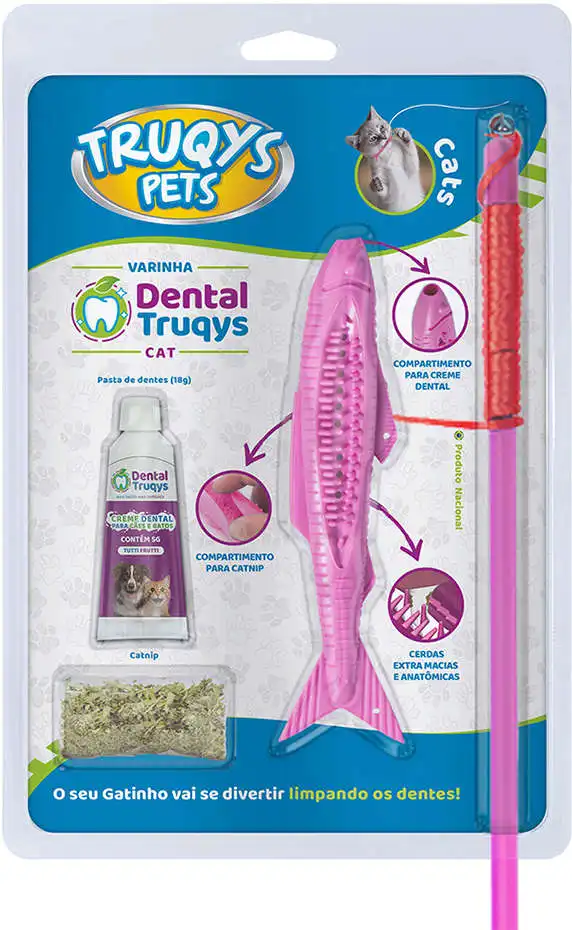 TRUQYS
PETS
Cats
VARINHA
Dental
Truqys
CAT
COMPARTIMENTO
PARA CREME
DENTAL
Pasta de dentes (18g)
Dental
Truqys
CREME DENTAL
PARA CÃES E GATOS
CONTÉM 5G
TUTTI FRUTTI
COMPARTIMENTO
PARA CATNIP
Produto Nacional
Catnip
CERDAS
EXTRA MACIAS
E ANATÔMICAS
O seu Gatinho vai se divertir limpando os dentes!